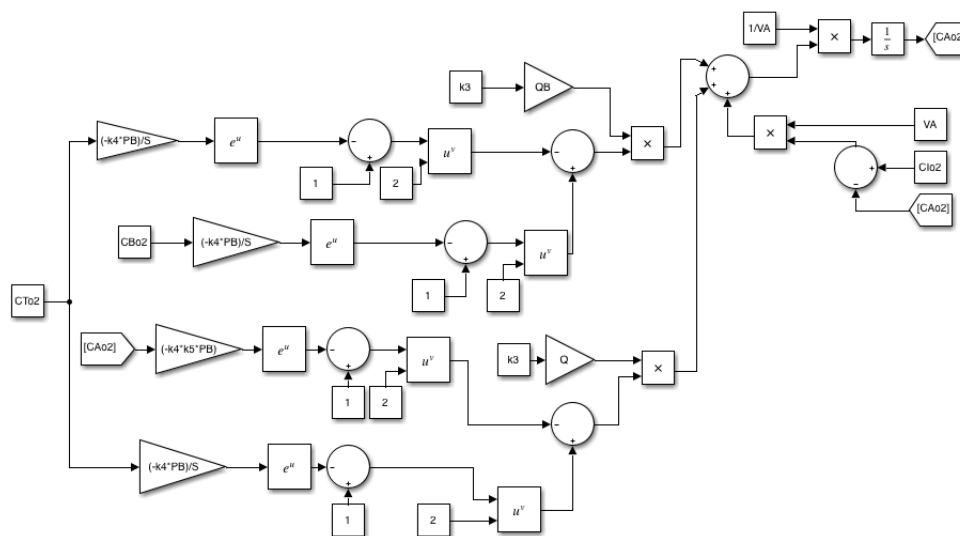 1/VA
×
1
s
[CAo2
k3
QB
+
+
+
(-k4*PB)/S
e^u
-
+
u^v
-
+
×
×
VA
1
2
+
-
CIo2
CBo2
(-k4*PB)/S
e^u
-
+
u^v
[CAo2]
1
2
CTo2
[CAo2]
(-k4*k5*PB)
e^u
-
+
u^v
k3
Q
×
1
2
-
+
(-k4*PB)/S
e^u
-
+
u^v
1
2